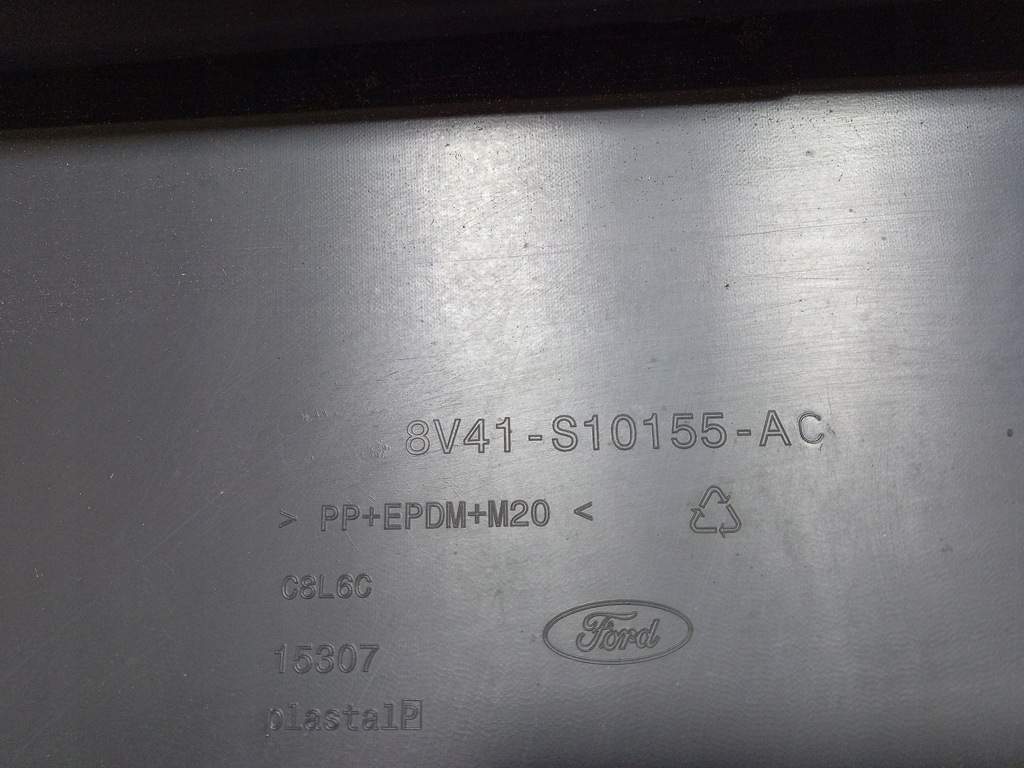 8V41-S10155-AC
> PP+EPDM+M20 <
C8L6C
Ford
15307
plastal P